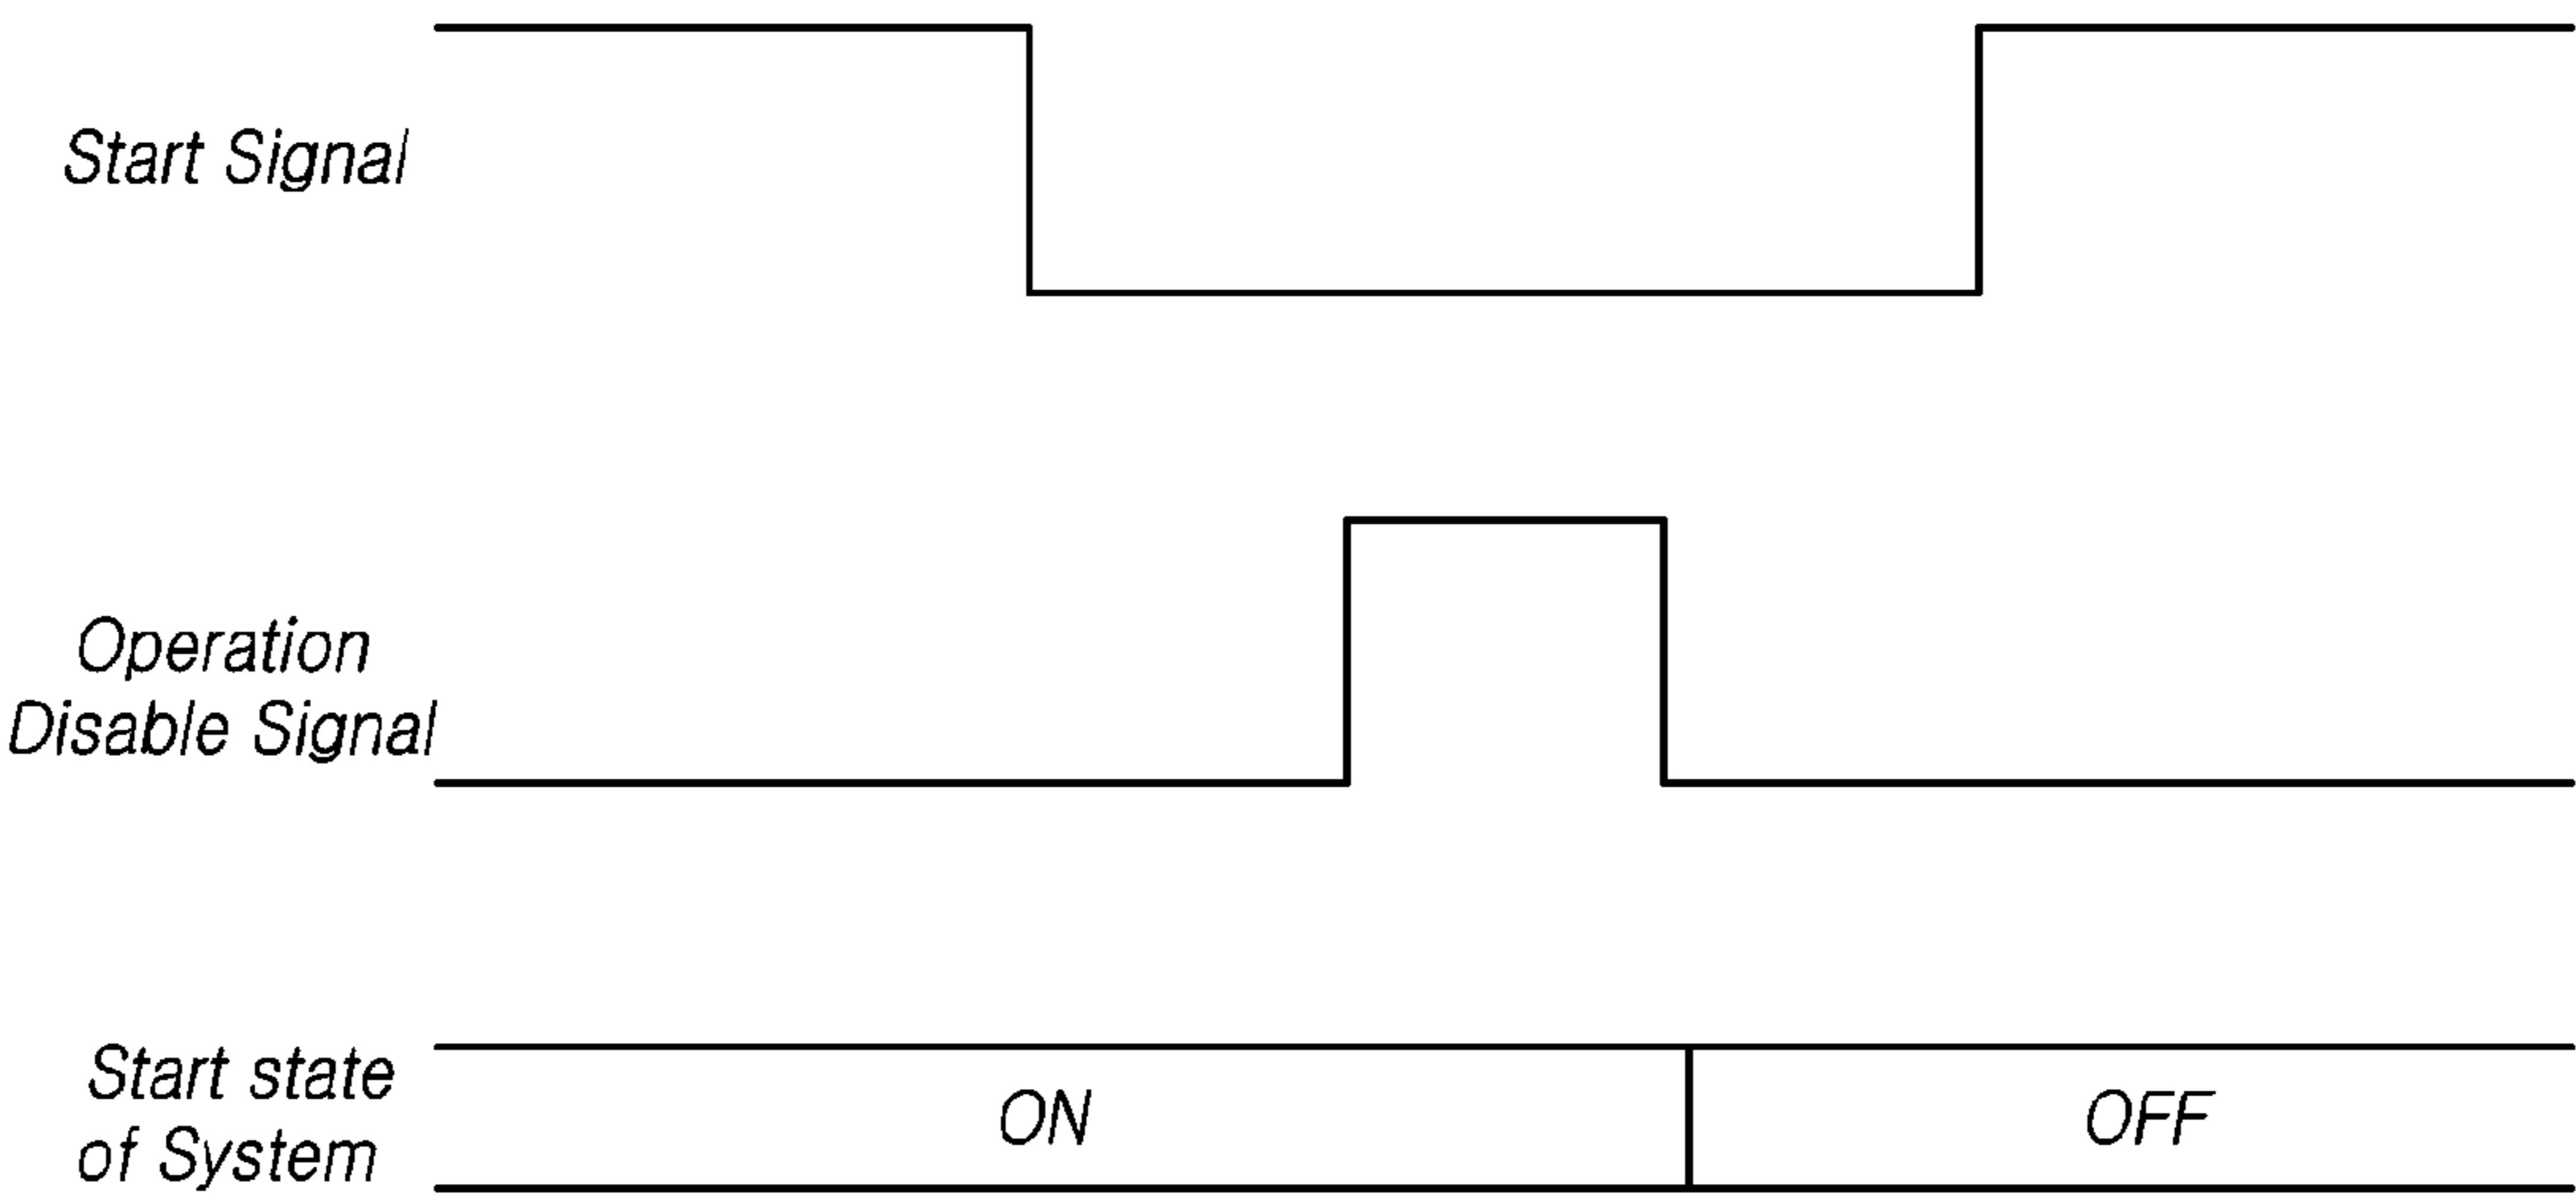 Start Signal
Operation
Disable Signal
Start state
of System
ON
OFF